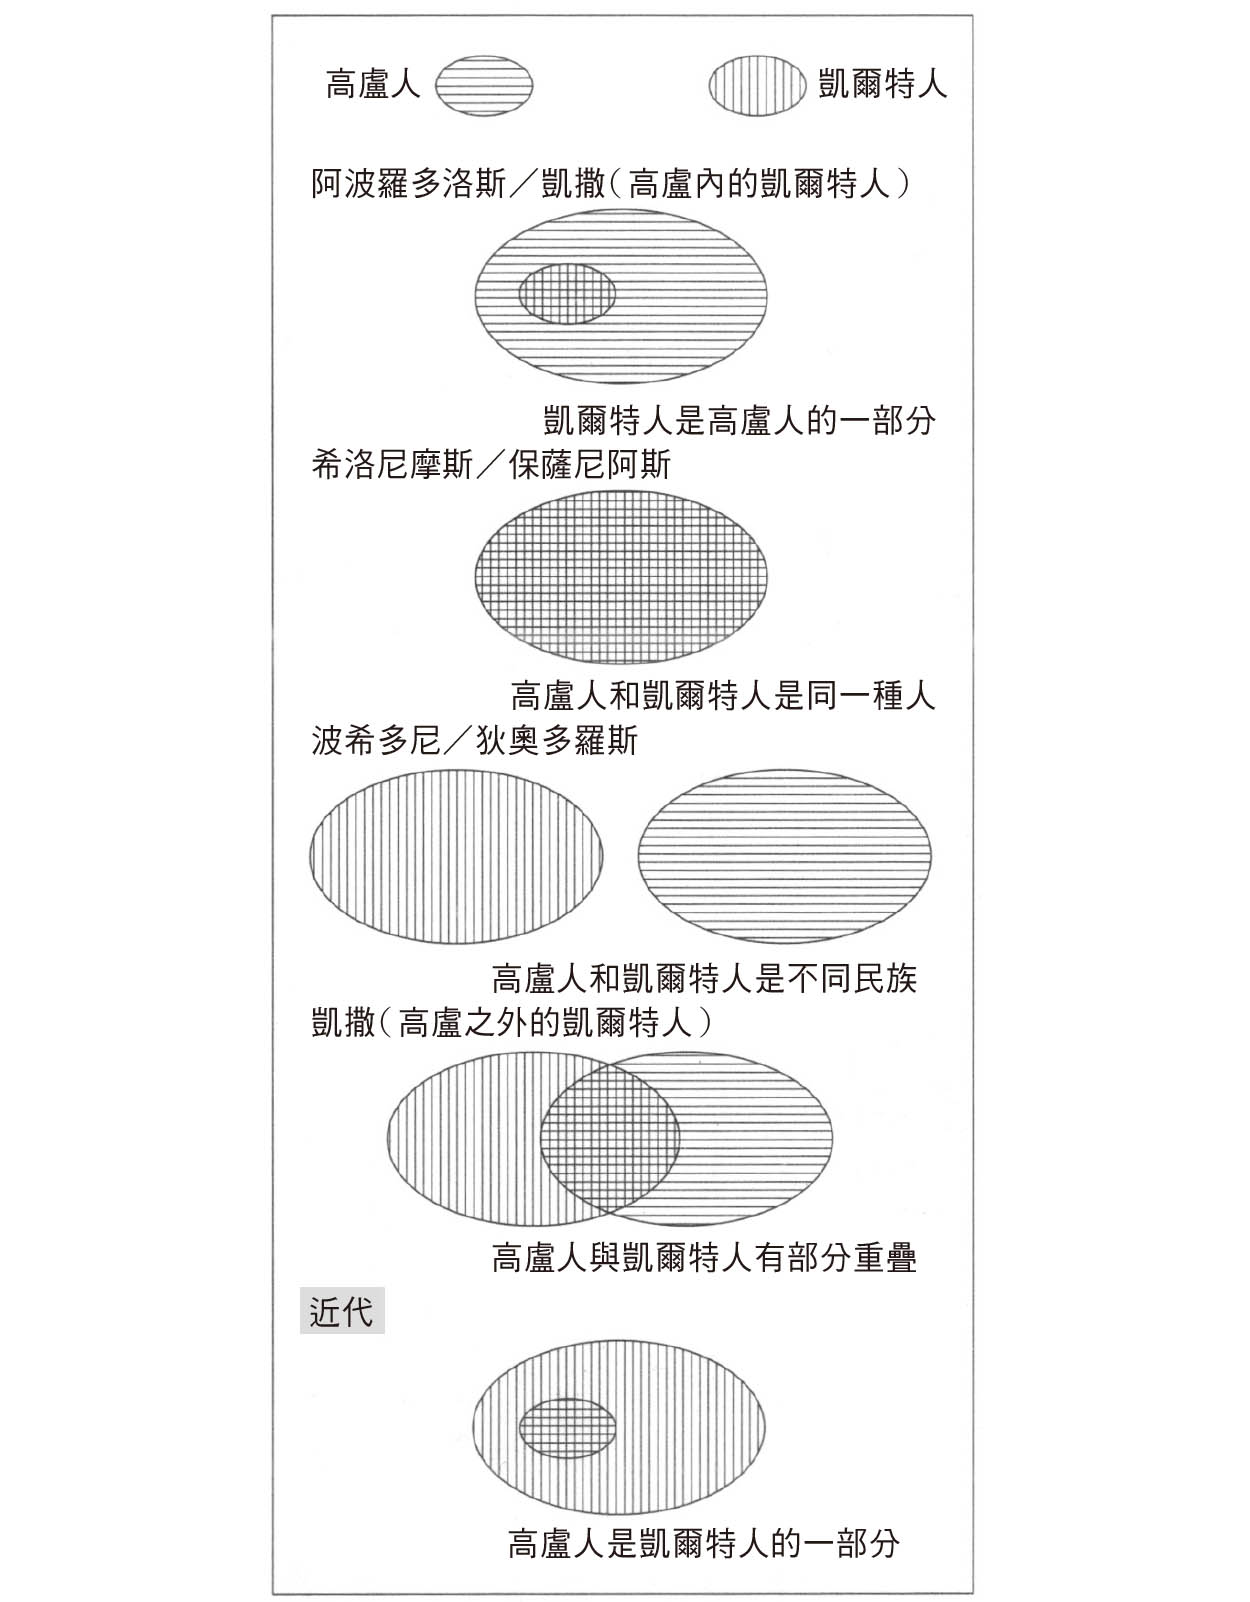 高盧人
凱爾特人
阿波羅多洛斯／凱撒（高盧內的凱爾特人）
凱爾特人是高盧人的一部分
希洛尼摩斯／保薩尼阿斯
高盧人和凱爾特人是同一種人
波希多尼／狄奧多羅斯
高盧人和凱爾特人是不同民族
凱撒（高盧之外的凱爾特人）
高盧人與凱爾特人有部分重疊
近代
高盧人是凱爾特人的一部分